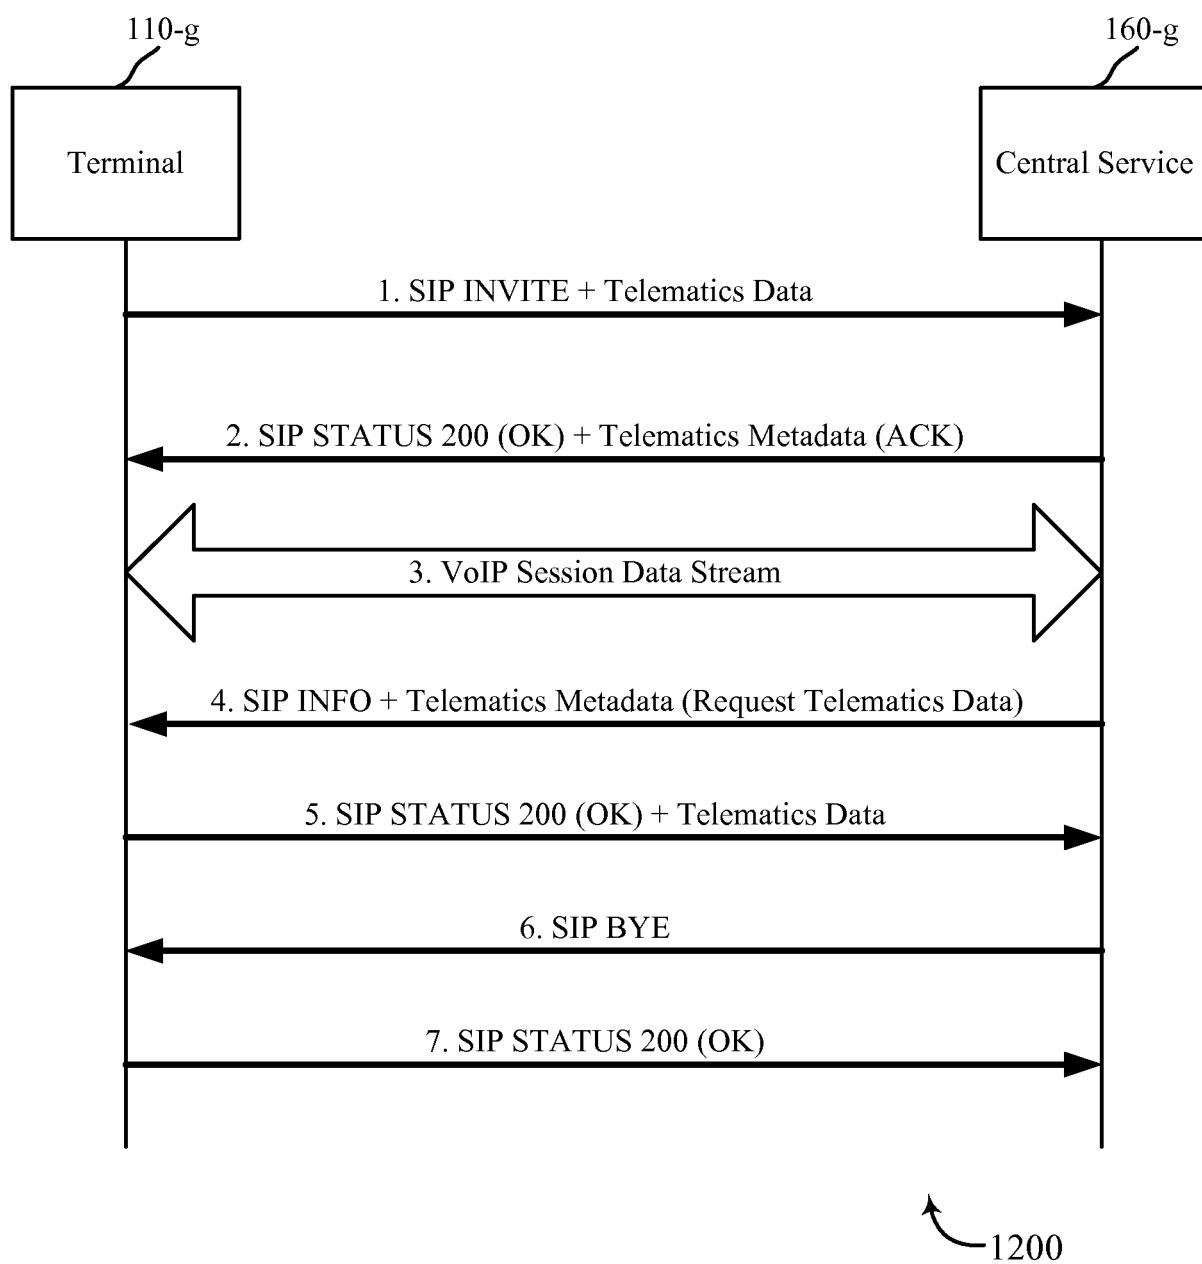 110-g
160-g
Terminal
Central Service
1. SIP INVITE + Telematics Data
2. SIP STATUS 200 (OK) + Telematics Metadata (ACK)
3. VoIP Session Data Stream
4. SIP INFO + Telematics Metadata (Request Telematics Data)
5. SIP STATUS 200 (OK) + Telematics Data
6. SIP BYE
7. SIP STATUS 200 (OK)
1200